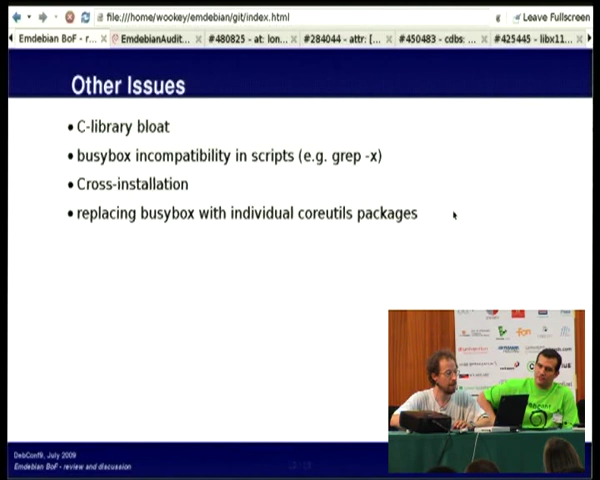 file:///home/wookey/emdebian/git/index.html
Leave Fullscreen
Emdebian BoF - r...
EmdebianAudit...
#480825 - at: lon...
#284044 - attr: [...
#450483 - cdbs: ...
#425445 - libx11...
Other Issues
• C-library bloat
• busybox incompatibility in scripts (e.g. grep -x)
• Cross-installation
• replacing busybox with individual coreutils packages
DebConf9, July 2009
Emdebian BoF - review and discussion